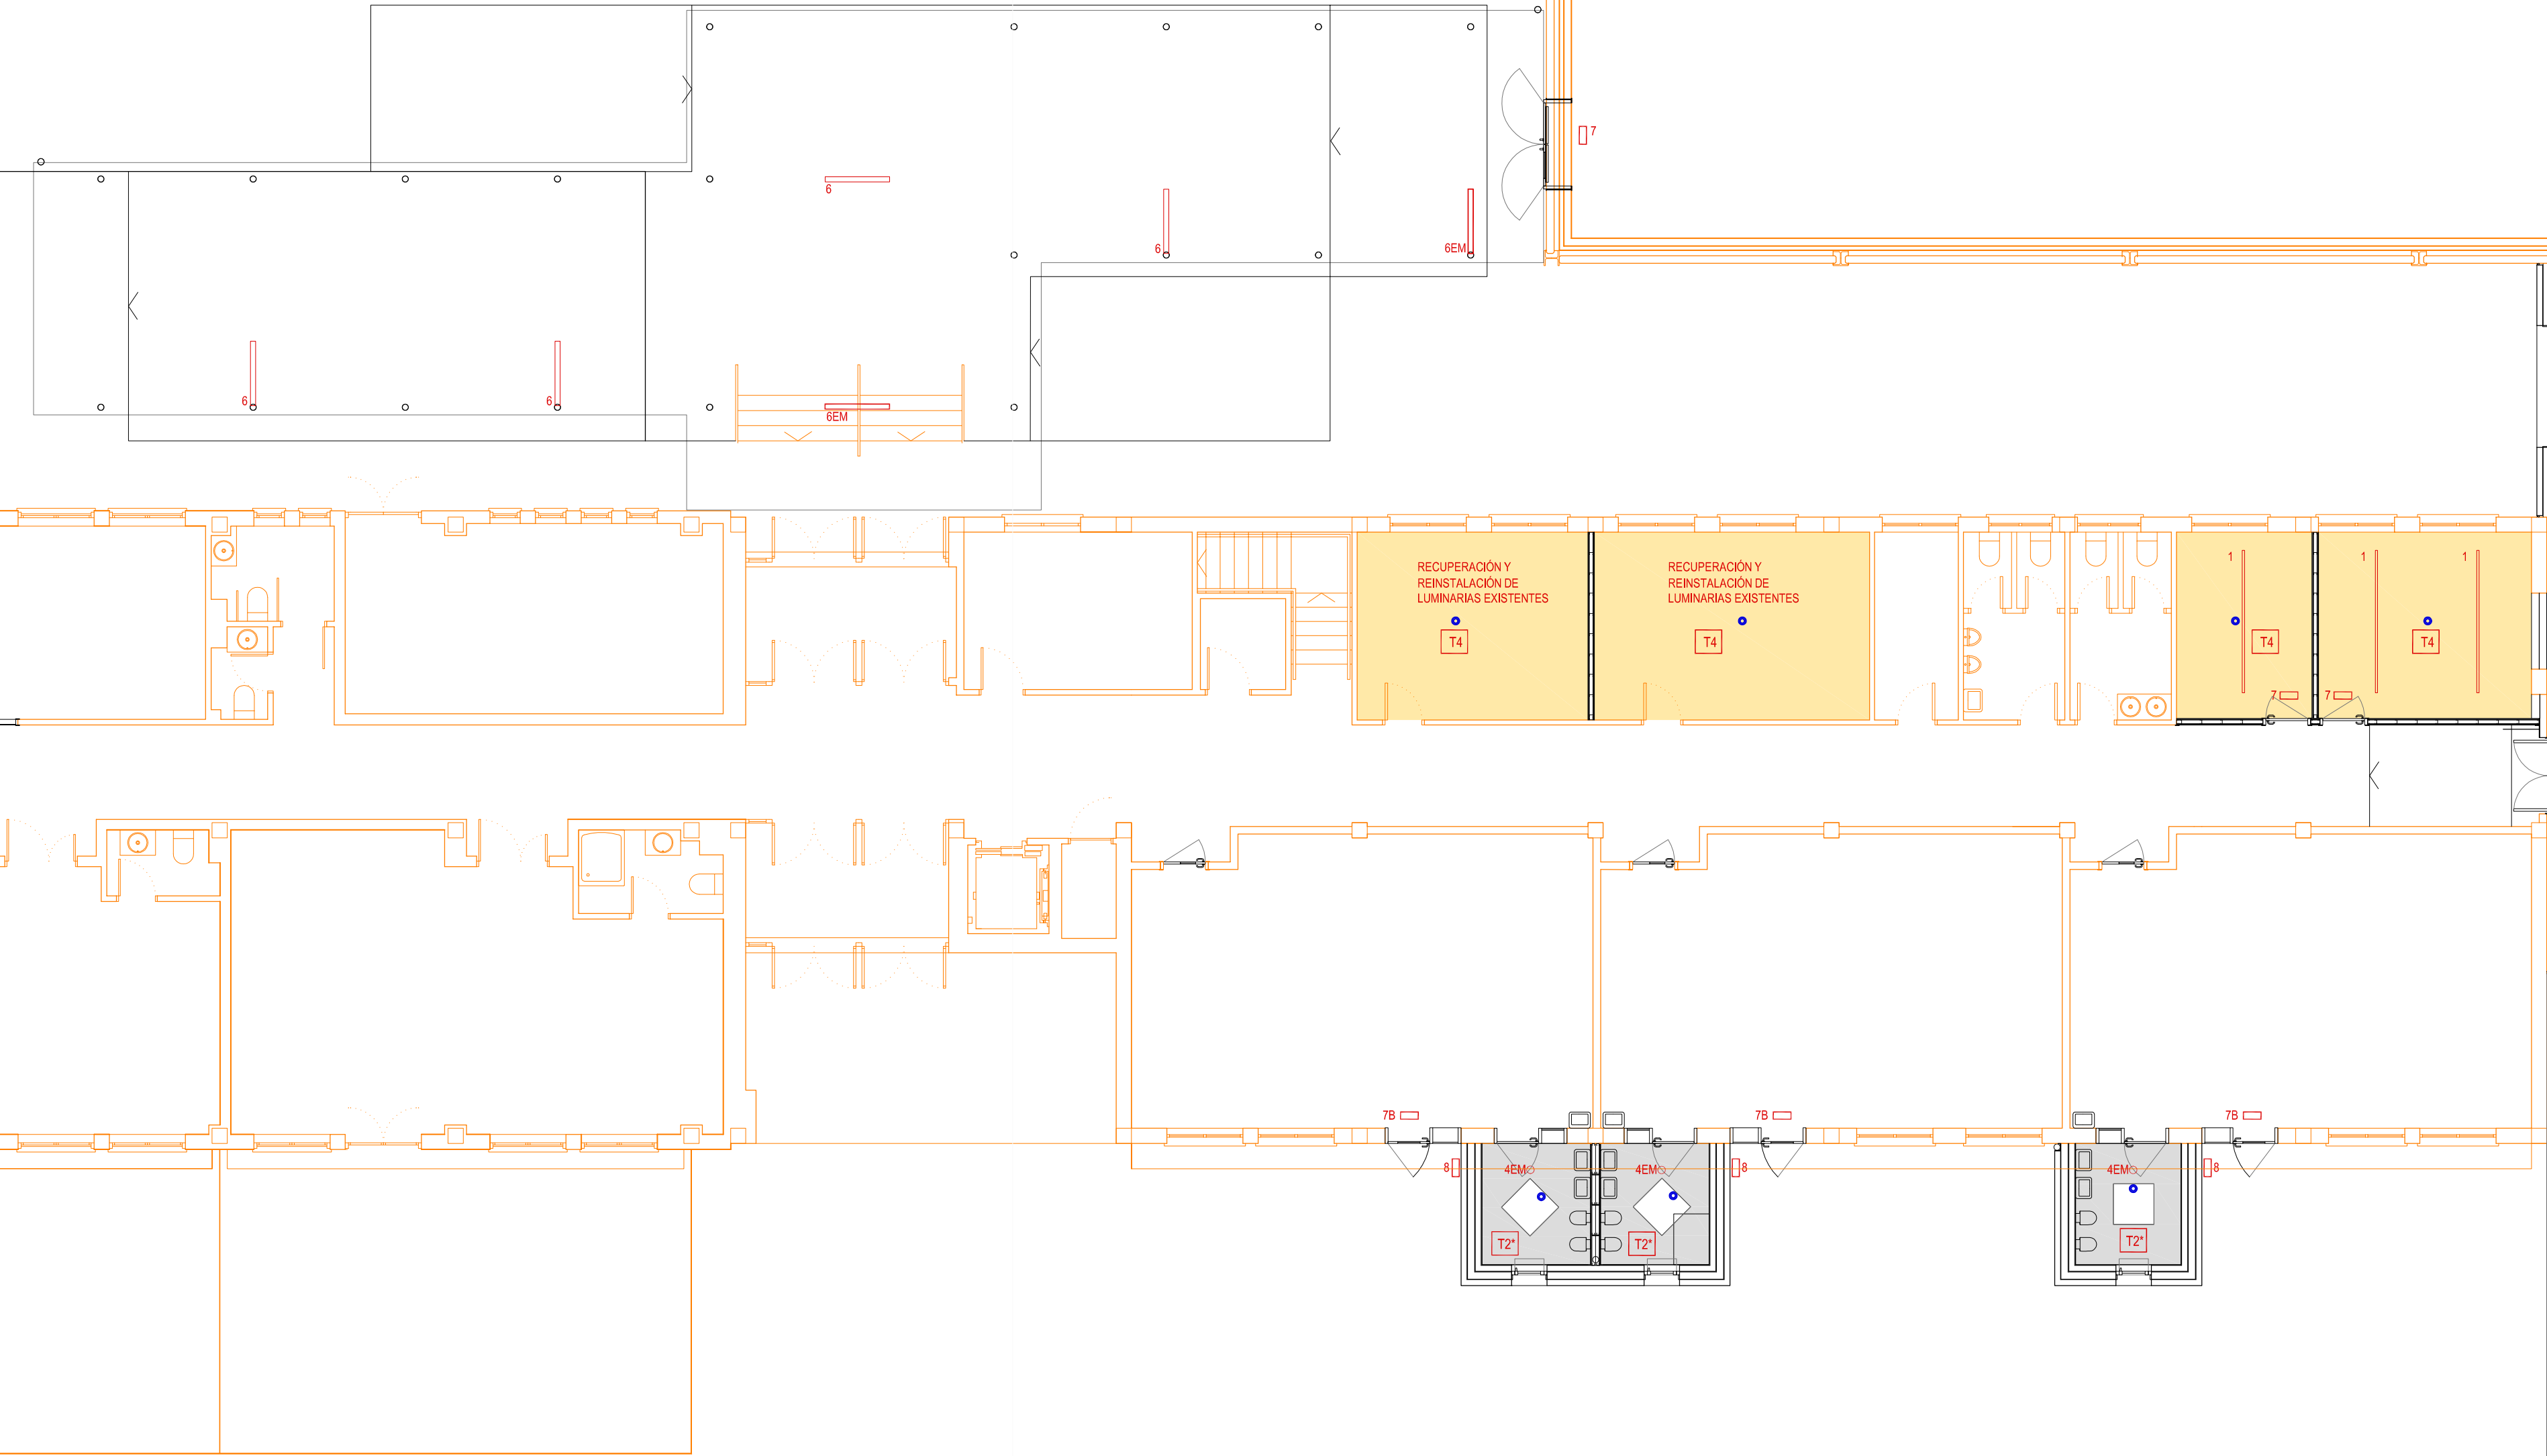 7
6
6
6EM
6
6
6EM
RECUPERACIÓN Y
REINSTALACIÓN DE
LUMINARIAS EXISTENTES
T4
RECUPERACIÓN Y
REINSTALACIÓN DE
LUMINARIAS EXISTENTES
T4
1
T4
7
1
1
T4
7
7B
7B
7B
8
4EM
4EM
8
4EM
8
T2*
T2*
T2*